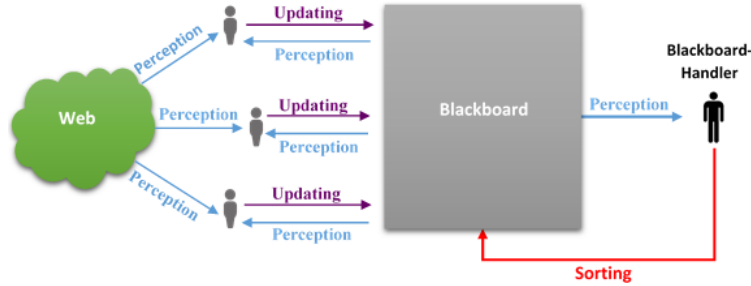 Updating
Perception
Perception
Blackboard-
Handler
Web
Perception
Updating
Perception
Blackboard
Perception
Perception
Updating
Perception
Sorting